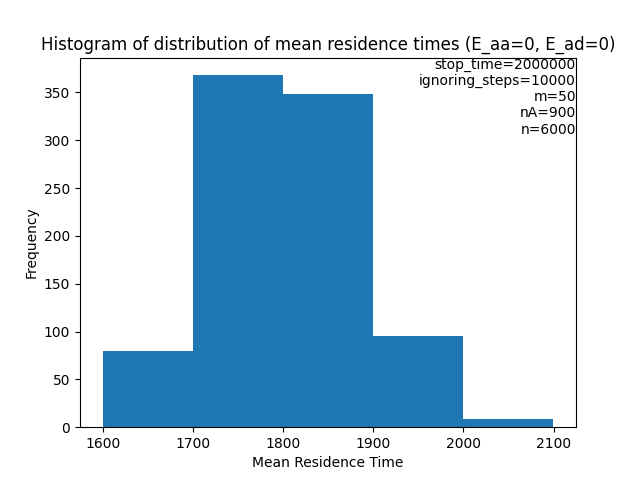 Histogram of distribution of mean residence times (E_aa=0, E_ad=0)
stop_time=2000000
ignoring_steps=10000
m=50
nA=900
n=6000
350
300
250
200
150
100
50
0
Frequency
1600 1700 1800 1900 2000 2100
Mean Residence Time